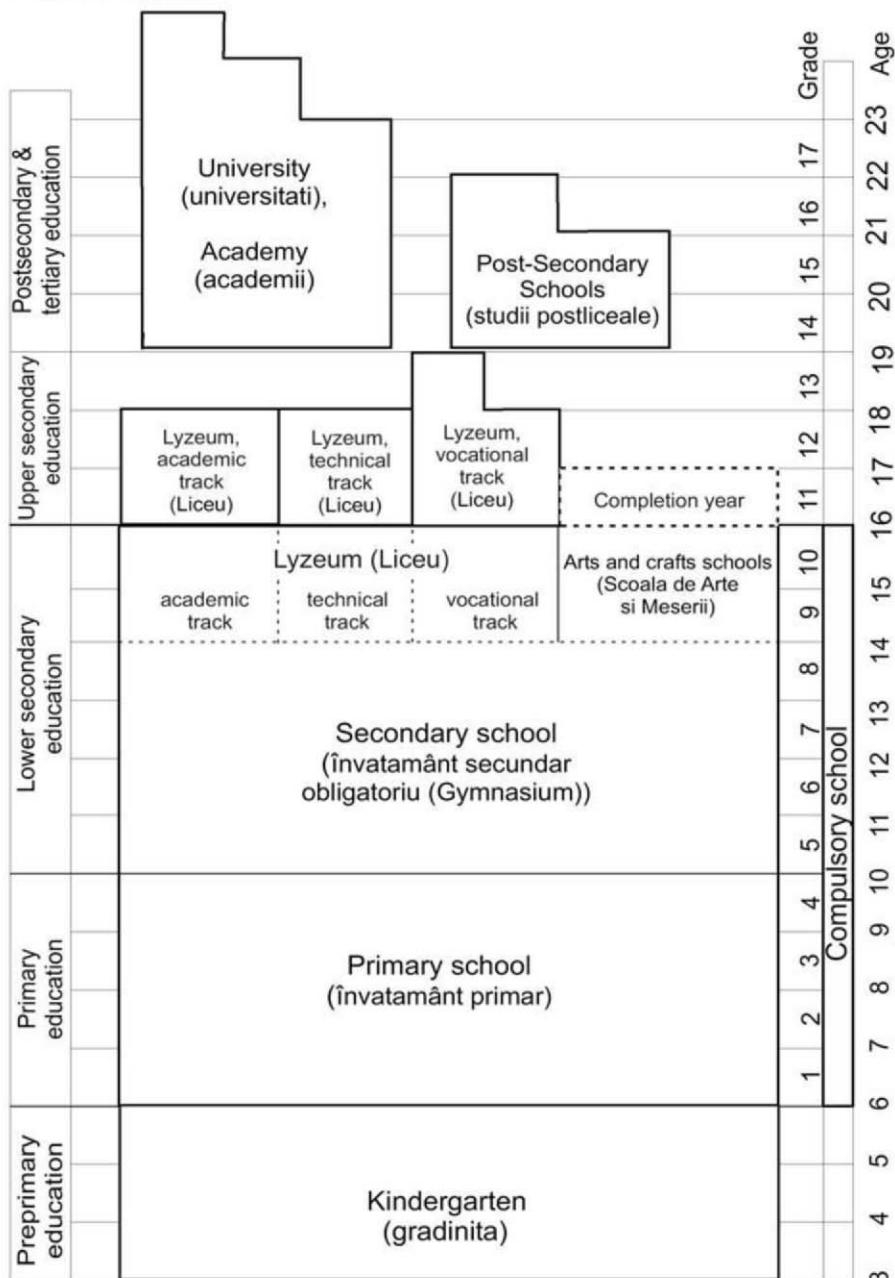 Grade
Age
Postsecondary &
tertiary education
University
(universitati),
Academy
(academii)
Post-Secondary
Schools
(studii postliceale)
17
16
15
14
23
22
21
20
19
Upper secondary
education
Lyzeum,
academic
track
(Liceu)
Lyzeum,
technical
track
(Liceu)
Lyzeum,
vocational
track
(Liceu)
Completion year
13
12
11
18
17
16
Lower secondary
education
Lyzeum (Liceu)
academic
track
technical
track
vocational
track
Arts and crafts schools
(Scoala de Arte
si Meserii)
Secondary school
(învatamânt secundar
obligatoriu (Gymnasium))
10
9
8
7
6
5
Compulsory school
15
14
13
12
11
10
Primary
education
Primary school
(învatamânt primar)
4
3
2
1
9
8
7
6
Preprimary
education
Kindergarten
(gradinita)
5
4
3